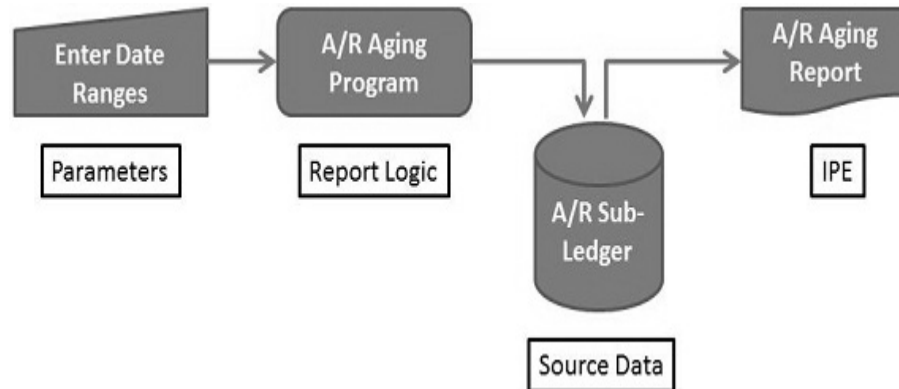 Enter Date
Ranges
A/R Aging
Program
A/R Aging
Report
Parameters
Report Logic
IPE
A/R Sub-
Ledger
Source Data